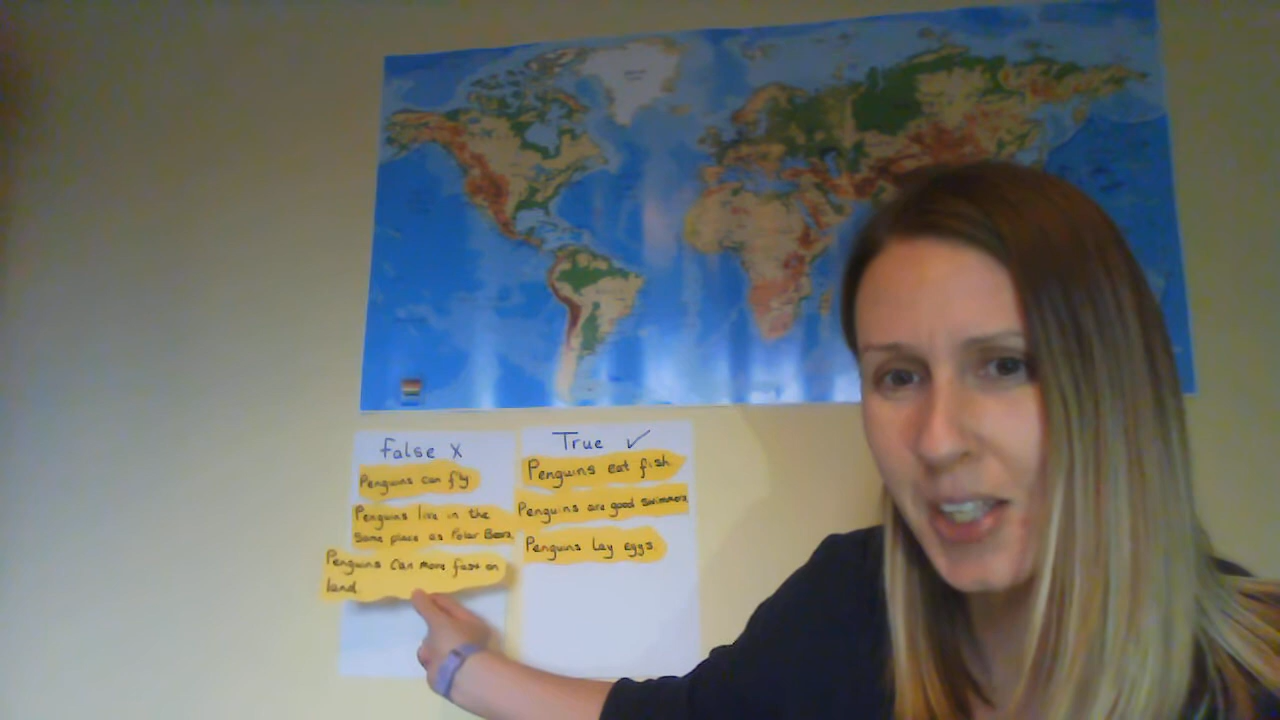 False X
Penguins can fly.
Penguins live in the
same place as Polar Bears.
Penguins can move fast on
land.
True ✓
Penguins eat fish.
Penguins are good swimmers.
Penguins lay eggs.